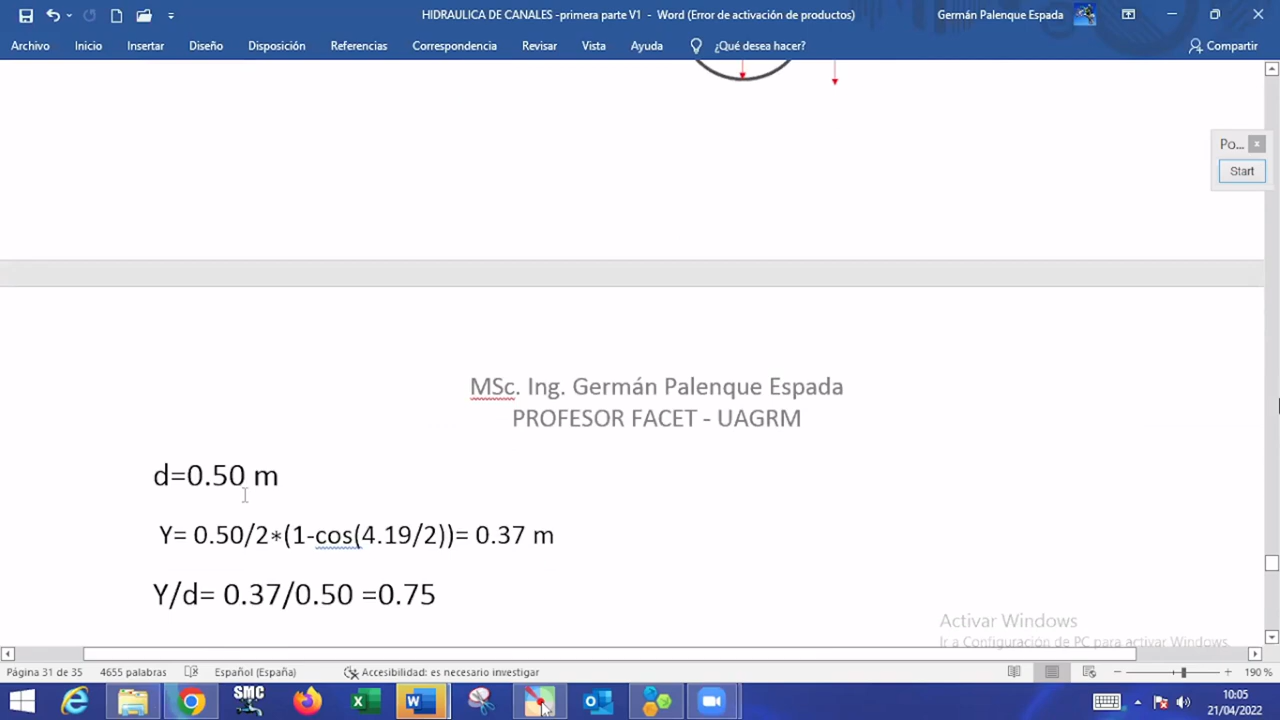 HIDRAULICA DE CANALES -primera parte V1 - Word (Error de activación de productos)
Germán Palenque Espada
Archivo Inicio Insertar Diseño Disposición Referencias Correspondencia Revisar Vista Ayuda ¿Qué desea hacer? Compartir
Po... x
Start
MSc. Ing. Germán Palenque Espada
PROFESOR FACET - UAGRM
d=0.50 m
Y= 0.50/2*(1-cos(4.19/2))= 0.37 m
Y/d= 0.37/0.50 =0.75
Activar Windows
Ir a Configuración de PC para activar Windows.
Página 31 de 35 4655 palabras Español (España) Accesibilidad: es necesario investigar 190 %
SMC
10:05
21/04/2022